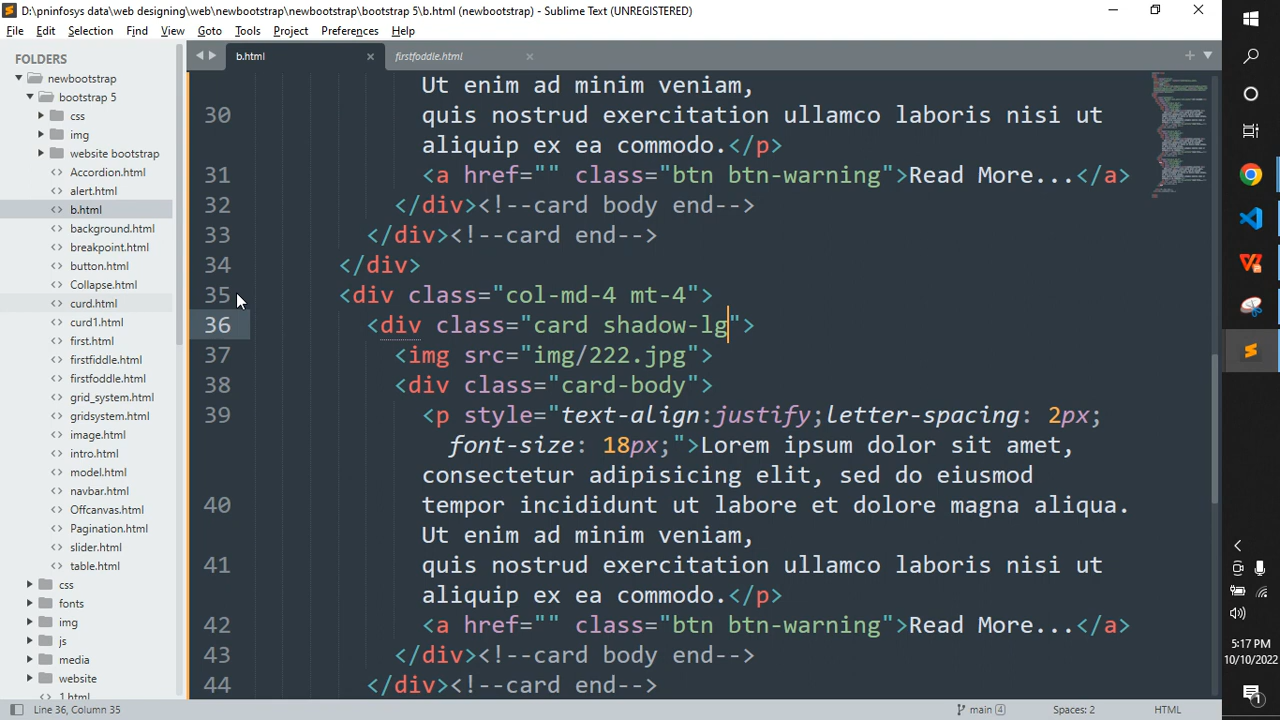 D:\pninfosys data\web designing\web\newbootstrap\bootstrap 5\b.html (newbootstrap) - Sublime Text (UNREGISTERED)
File Edit Selection Find View Goto Tools Project Preferences Help
FOLDERS
newbootstrap
bootstrap 5
css
img
website bootstrap
Accordion.html
alert.html
b.html
background.html
breakpoint.html
button.html
Collapse.html
curd.html
curd1.html
first.html
firstfiddle.html
firstfoddle.html
grid_system.html
gridsystem.html
image.html
intro.html
model.html
navbar.html
Offcanvas.html
Pagination.html
slider.html
table.html
css
fonts
img
js
media
website
1.html
b.html × firstfoddle.html ×
Ut enim ad minim veniam,
30 quis nostrud exercitation ullamco laboris nisi ut
aliquip ex ea commodo.</p>
31 <a href="" class="btn btn-warning">Read More...</a>
32 </div><!--card body end-->
33 </div><!--card end-->
34 </div>
35 <div class="col-md-4 mt-4">
36 <div class="card shadow-lg">
37 <img src="img/222.jpg">
38 <div class="card-body">
39 <p style="text-align:justify;letter-spacing: 2px;
font-size: 18px;">Lorem ipsum dolor sit amet,
consectetur adipisicing elit, sed do eiusmod
40 tempor incididunt ut labore et dolore magna aliqua.
Ut enim ad minim veniam,
41 quis nostrud exercitation ullamco laboris nisi ut
aliquip ex ea commodo.</p>
42 <a href="" class="btn btn-warning">Read More...</a>
43 </div><!--card body end-->
44 </div><!--card end-->
Line 36, Column 35
main 4
Spaces: 2
HTML
5:17 PM
10/10/2022
1